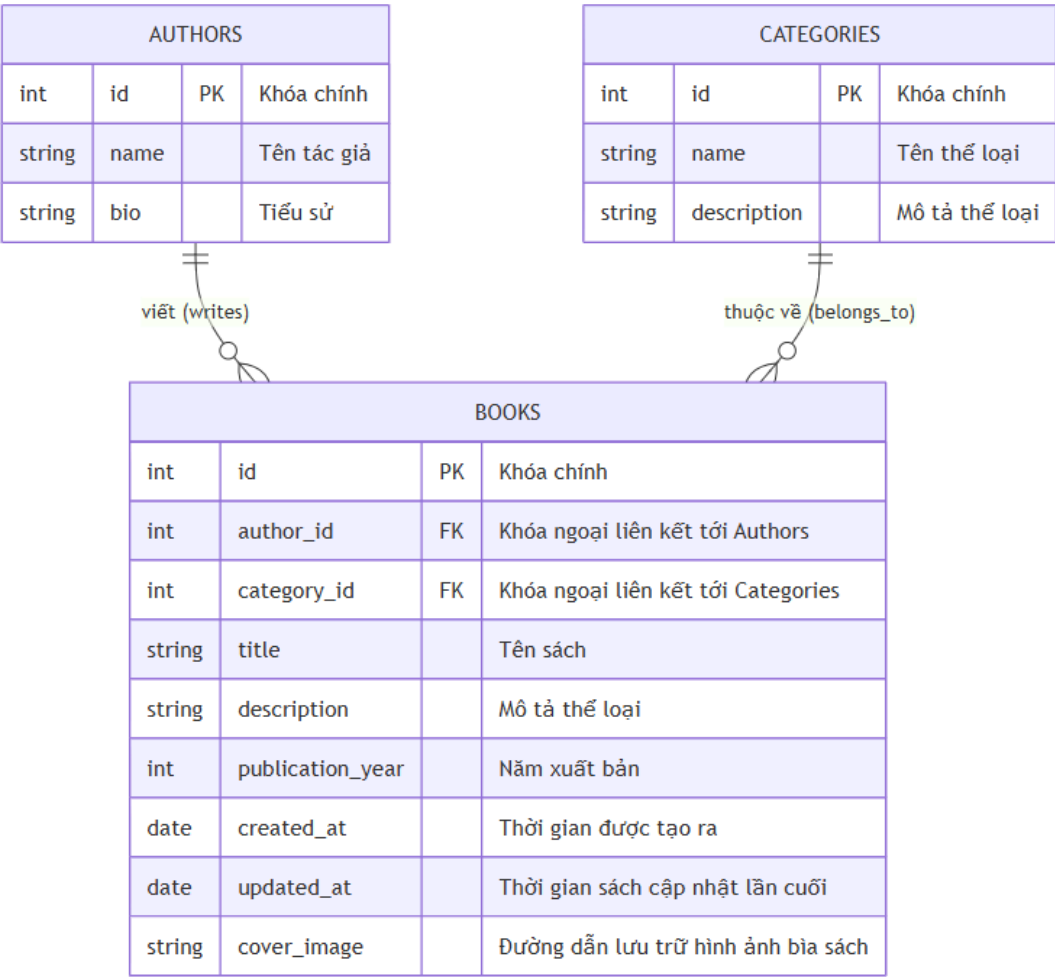 AUTHORS
int id PK Khóa chính
string name Tên tác giả
string bio Tiểu sử
CATEGORIES
int id PK Khóa chính
string name Tên thể loại
string description Mô tả thể loại
viết (writes)
thuộc về (belongs_to)
BOOKS
int id PK Khóa chính
int author_id FK Khóa ngoại liên kết tới Authors
int category_id FK Khóa ngoại liên kết tới Categories
string title Tên sách
string description Mô tả thể loại
int publication_year Năm xuất bản
date created_at Thời gian được tạo ra
date updated_at Thời gian sách cập nhật lần cuối
string cover_image Đường dẫn lưu trữ hình ảnh bìa sách